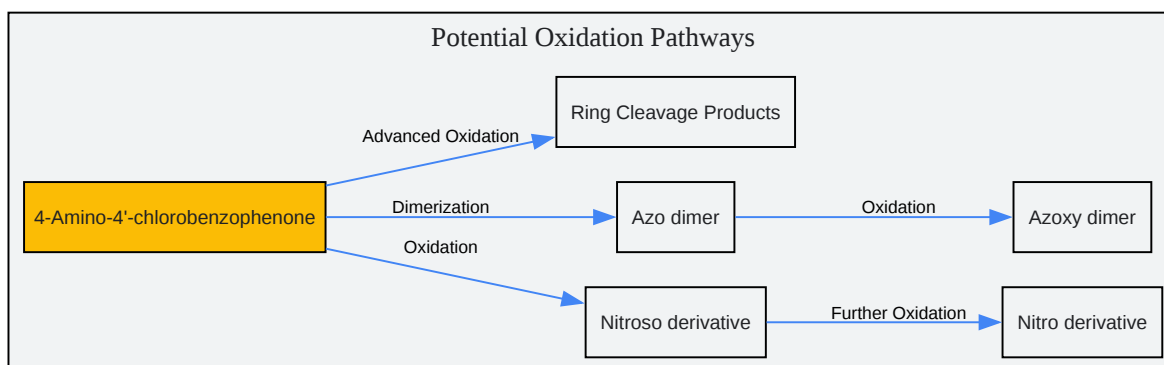 Potential Oxidation Pathways
Ring Cleavage Products
Advanced Oxidation
4-Amino-4'-chlorobenzophenone
Dimerization
Azo dimer
Oxidation
Azoxy dimer
Oxidation
Nitroso derivative
Further Oxidation
Nitro derivative